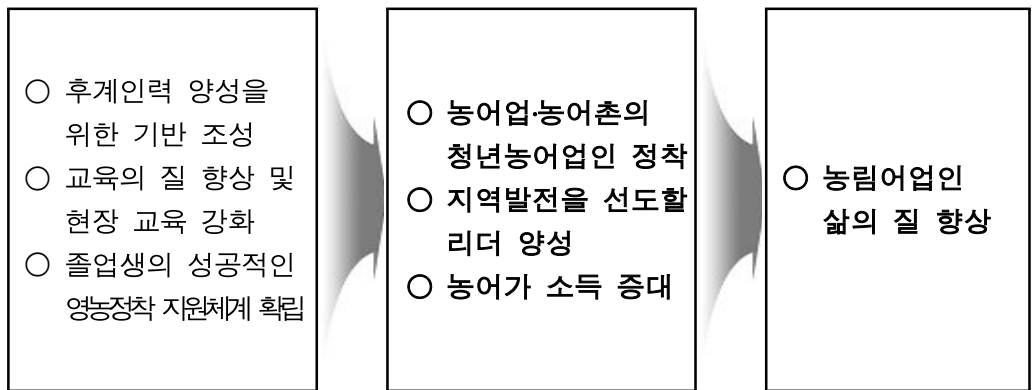 ○ 후계인력 양성을
위한 기반 조성
○ 교육의 질 향상 및
현장 교육 강화
○ 졸업생의 성공적인
영농정착 지원체계 확립
○ 농어업·농어촌의
청년농어업인 정착
○ 지역발전을 선도할
리더 양성
○ 농어가 소득 증대
○ 농림어업인
삶의 질 향상